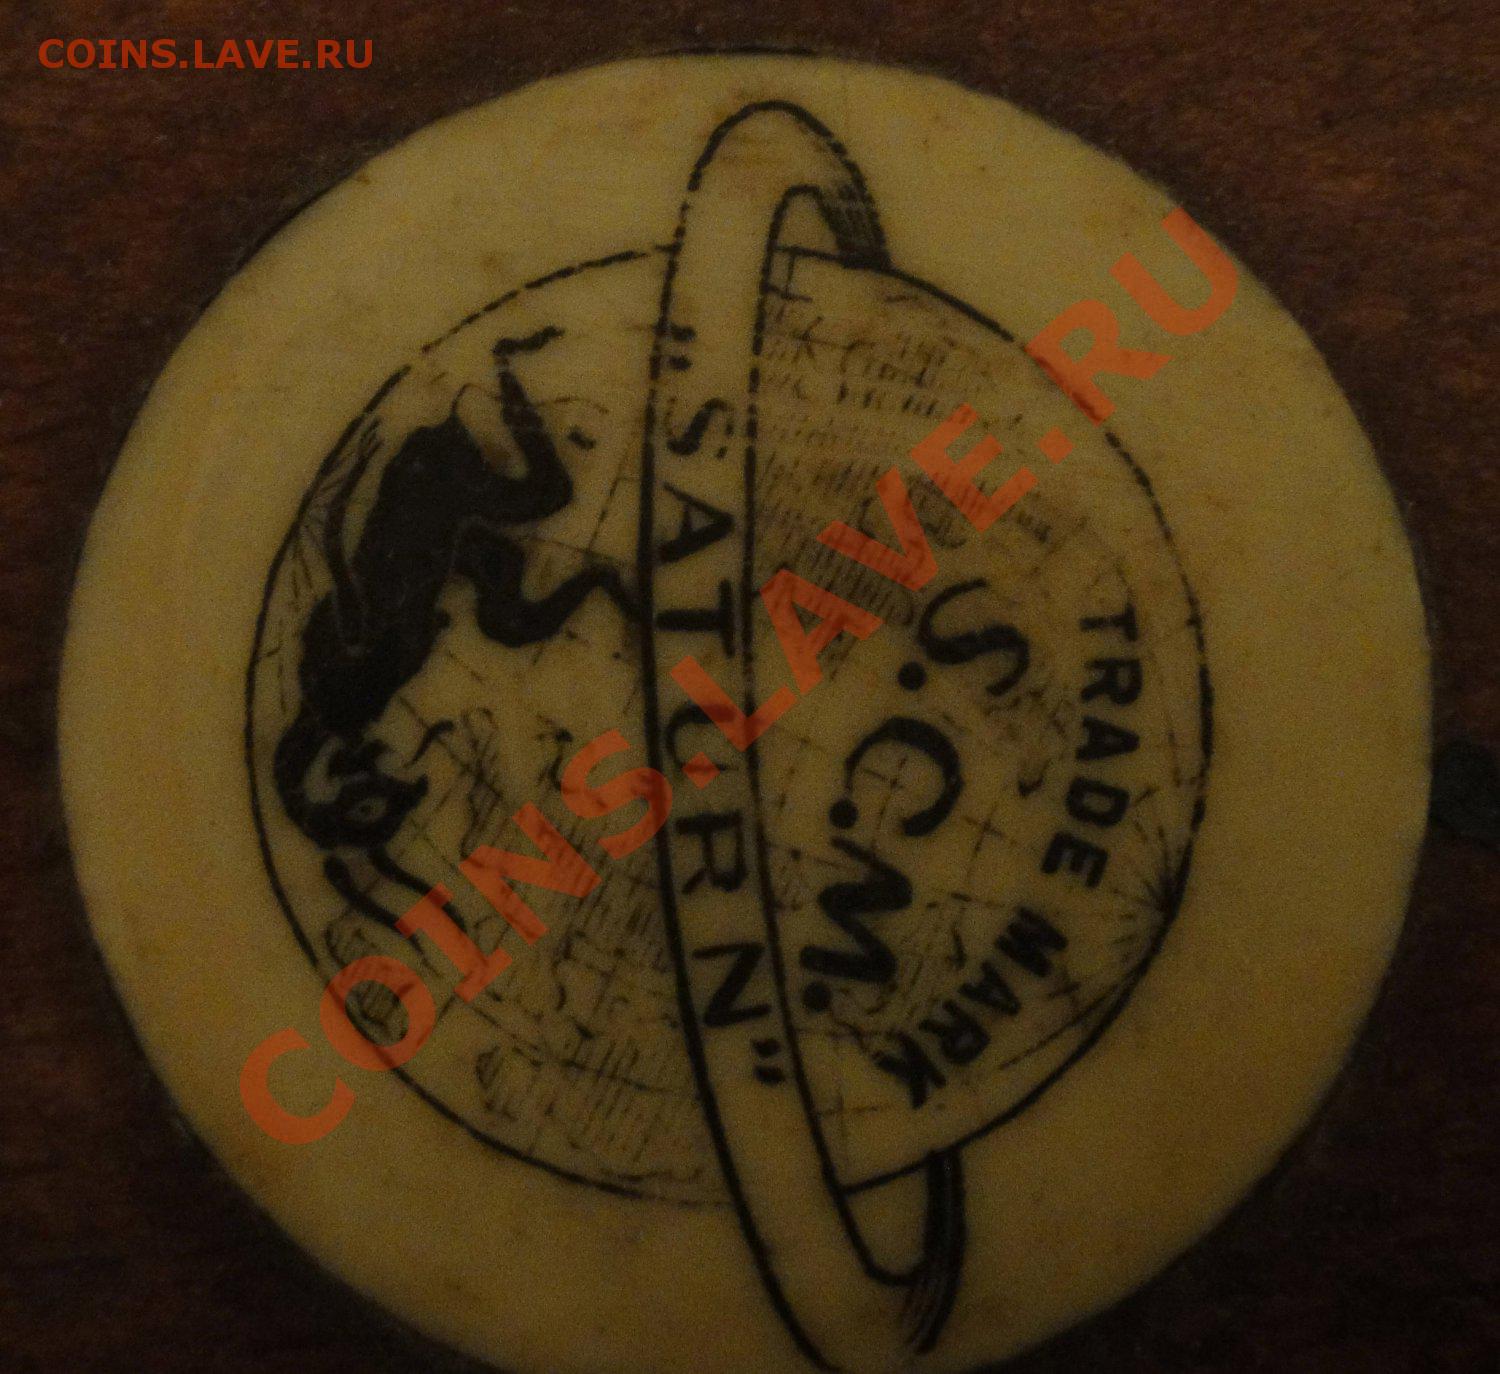 COINS.LAVE.RU
"SATURN"
S.C.M.
TRADE MARK
COINS.LAVE.RU